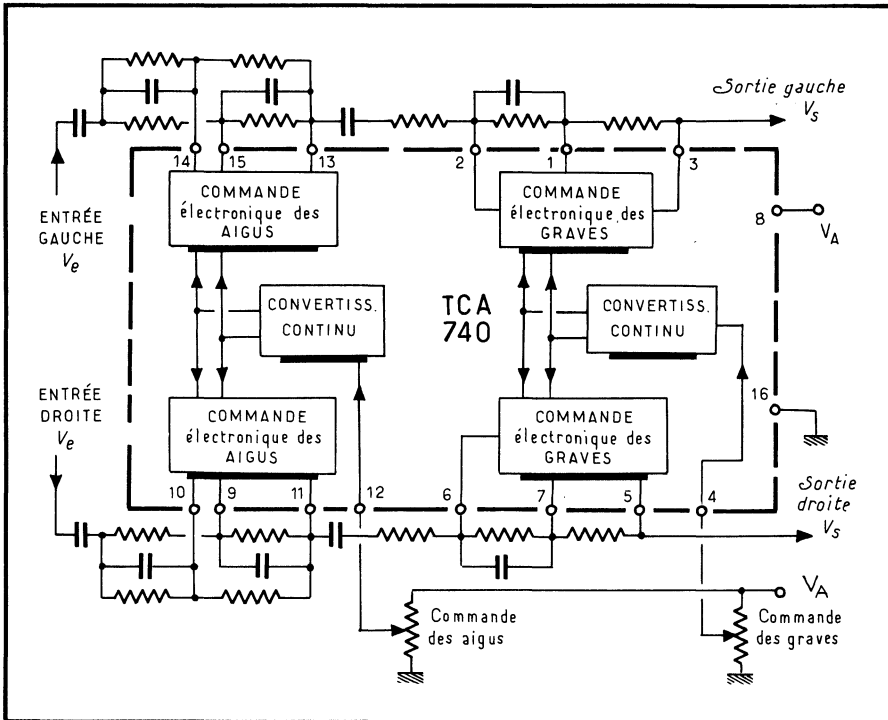 Sortie gauche
Vs
14
15
13
2
1
3
COMMANDE
électronique des
AIGUS
COMMANDE
électronique des
GRAVES
ENTRÉE
GAUCHE
Ve
8
VA
CONVERTISS.
CONTINU
TCA
740
CONVERTISS.
CONTINU
ENTRÉE
DROITE
Ve
COMMANDE
électronique des
AIGUS
COMMANDE
électronique des
GRAVES
16
10
9
11
12
6
7
5
4
Sortie
droite
Vs
VA
Commande
des aigus
Commande
des graves